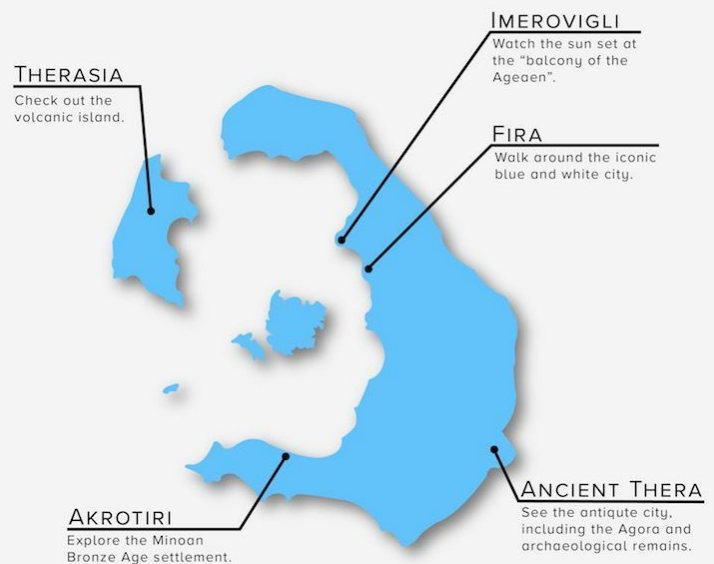 IMEROVIGLI
Watch the sun set at
the “balcony of the
Ageaen”.
THERASIA
Check out the
volcanic island.
FIRA
Walk around the iconic
blue and white city.
ANCIENT THERA
See the antiqute city,
including the Agora and
archaeological remains.
AKROTIRI
Explore the Minoan
Bronze Age settlement.